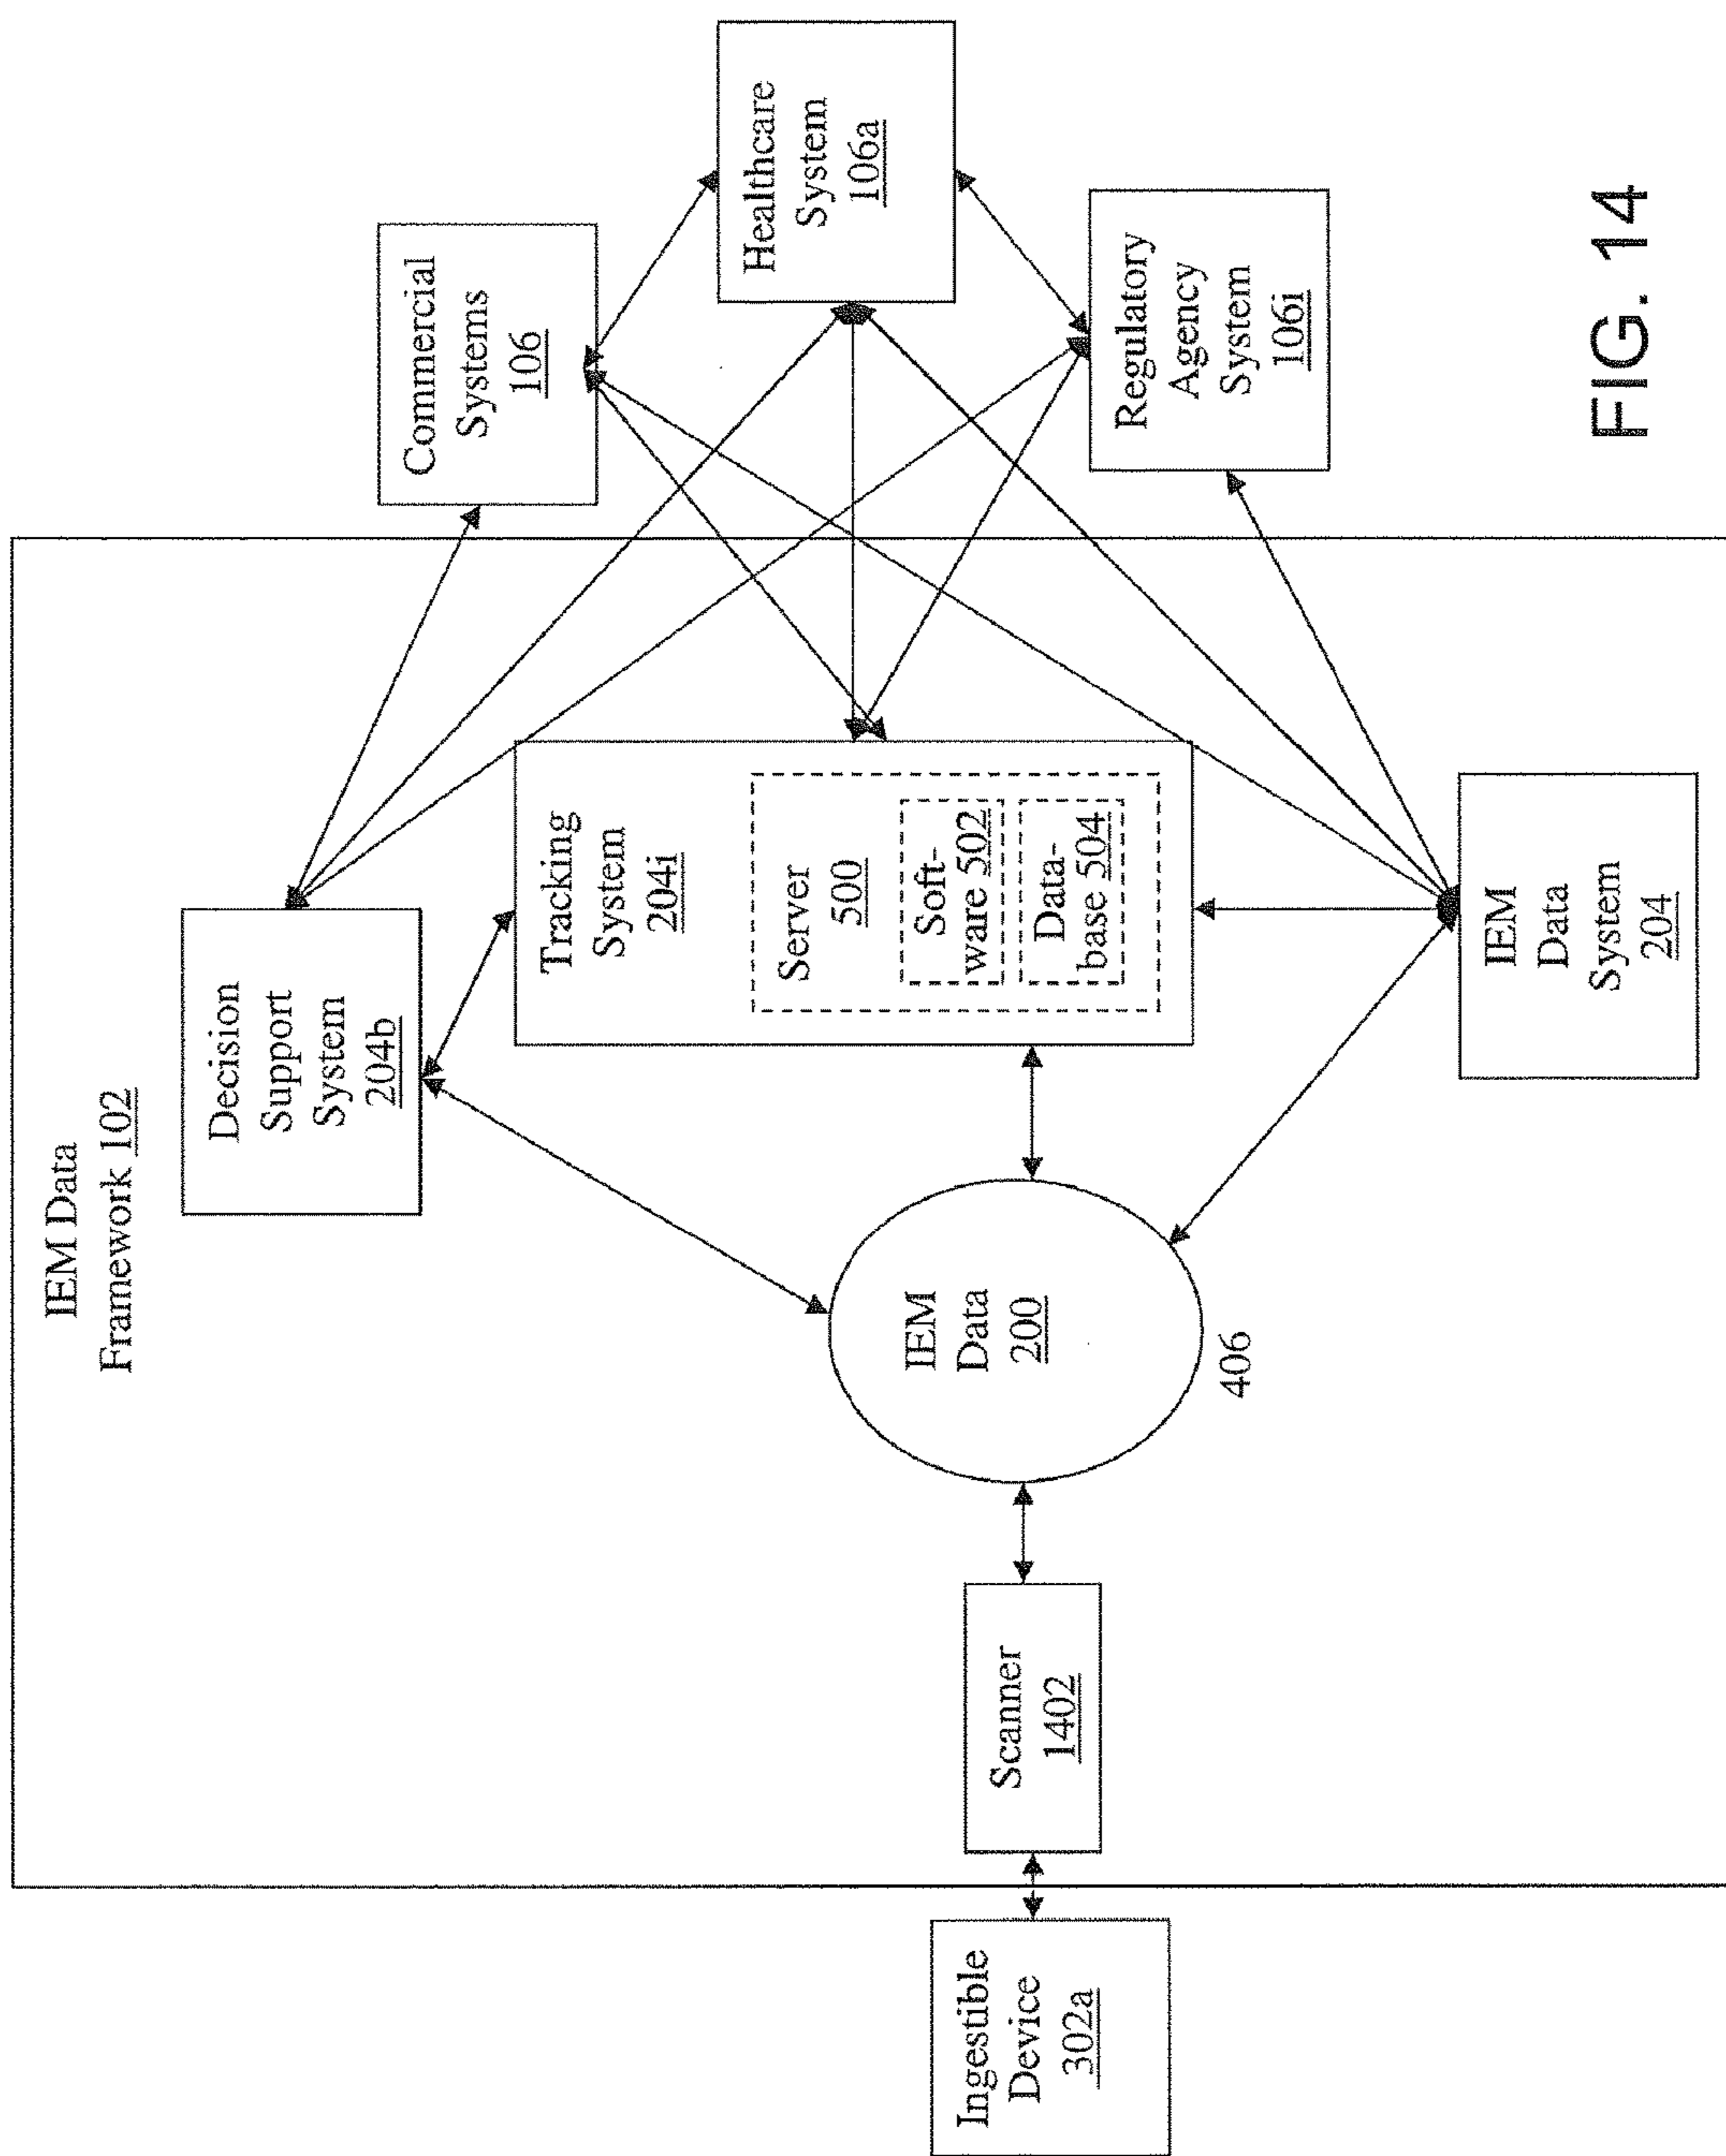 IEM Data
Framework 102
Decision
Support
System
204b
Commercial
Systems
106
Healthcare
System
106a
Regulatory
Agency
System
106i
Tracking
System
204i
Server
500
Soft-
ware 502
Data-
base 504
IEM
Data
200
406
Scanner
1402
Ingestible
Device
302a
IEM
Data
System
204
FIG. 14